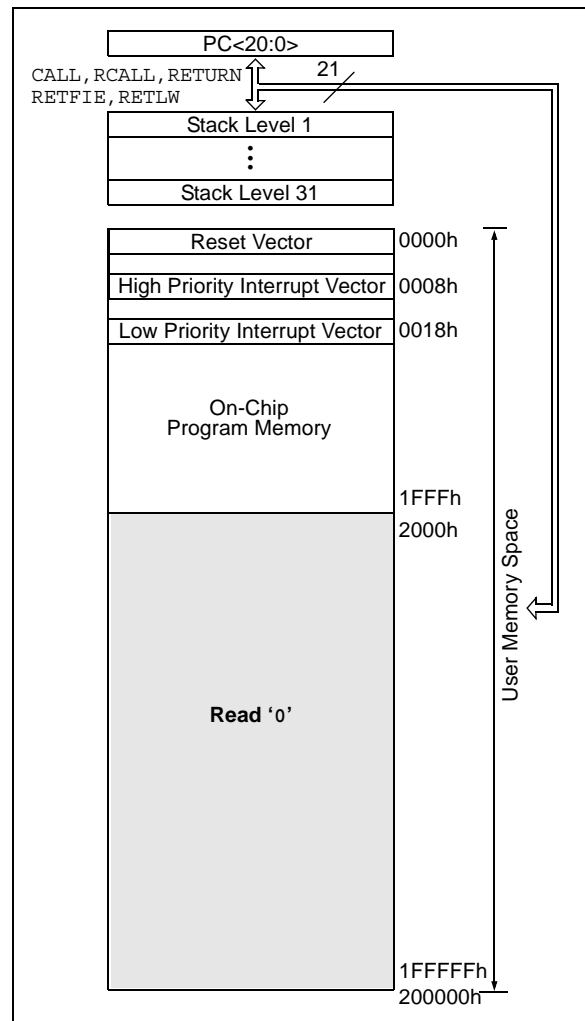 PC<20:0>
CALL,RCALL,RETURN
RETFIE,RETLW
21
Stack Level 1
Stack Level 31
Reset Vector
0000h
High Priority Interrupt Vector
0008h
Low Priority Interrupt Vector
0018h
On-Chip
Program Memory
1FFFh
2000h
User Memory Space
Read ‘0’
1FFFFFh
200000h